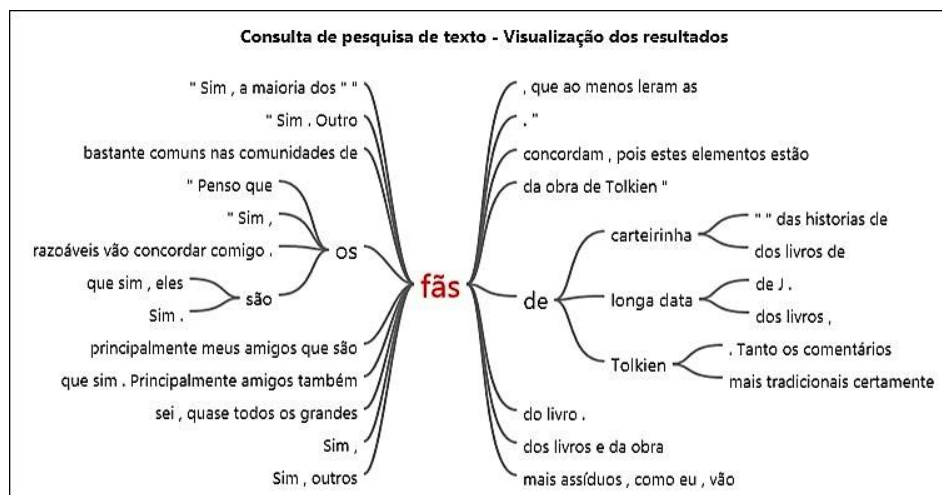 Consulta de pesquisa de texto - Visualização dos resultados
" Sim , a maioria dos " "
" Sim . Outro
bastante comuns nas comunidades de
" Penso que
" Sim ,
razoáveis vão concordar comigo .
que sim , eles
Sim .
são
os
principalmente meus amigos que são
que sim . Principalmente amigos também
sei , quase todos os grandes
Sim ,
Sim , outros
fãs
, que ao menos leram as
. "
concordam , pois estes elementos estão
da obra de Tolkien "
de
carteirinha
" " das historias de
dos livros de
longa data
de J .
dos livros ,
Tolkien
. Tanto os comentários
mais tradicionais certamente
do livro .
dos livros e da obra
mais assíduos , como eu , vão